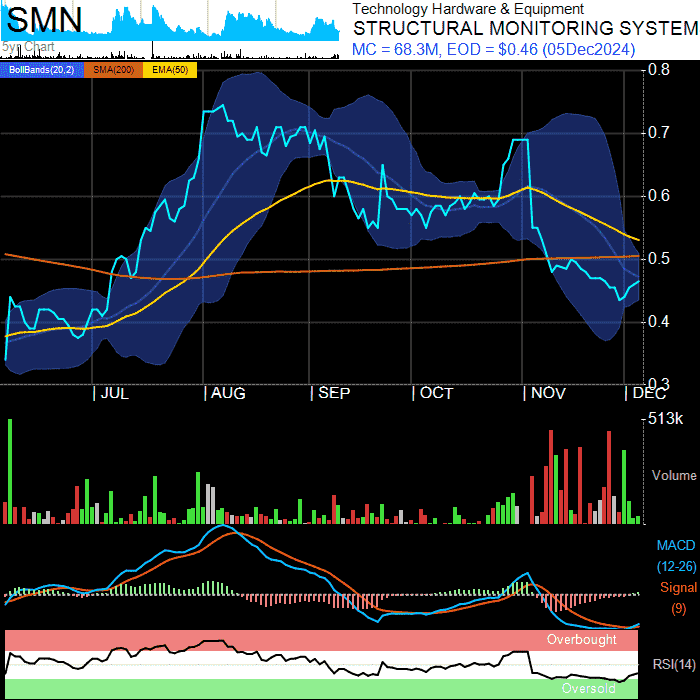 SMN
Technology Hardware & Equipment
STRUCTURAL MONITORING SYSTEM
5yr Chart
MC = 68.3M, EOD = $0.46 (05Dec2024)
BollBands(20,2) SMA(200) EMA(50)
0.8
0.7
0.6
0.5
0.4
0.3
JUL AUG SEP OCT NOV DEC
513k
Volume
MACD
(12-26)
Signal
(9)
Overbought
RSI(14)
Oversold